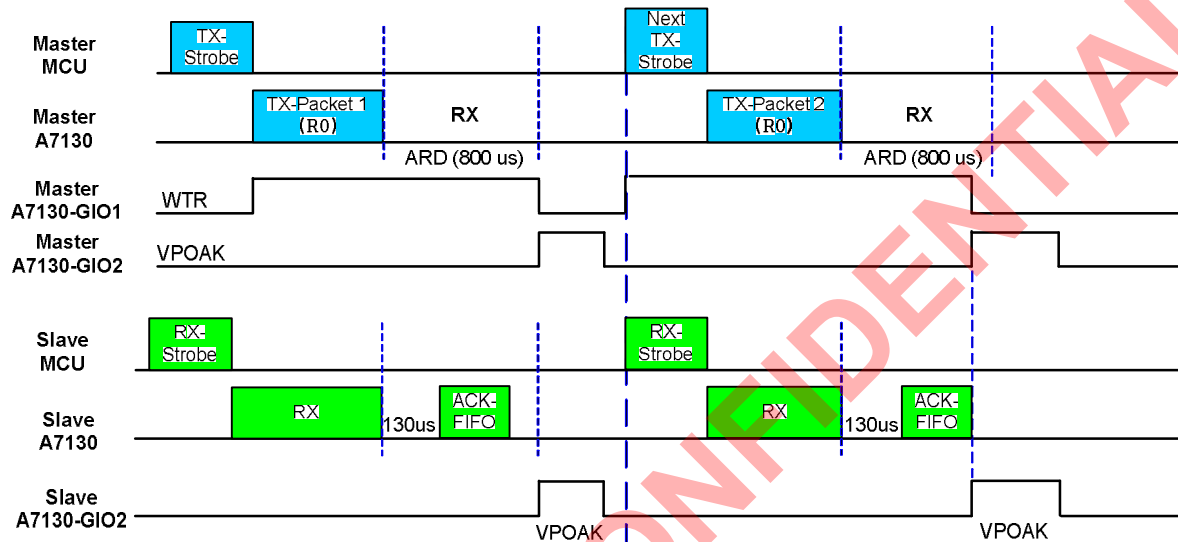 Master
MCU
TX-
Strobe
Next
TX-
Strobe
Master
A7130
TX-Packet 1
(R0)
RX
TX-Packet 2
(R0)
RX
ARD (800 us)
ARD (800 us)
Master
A7130-GIO1
WTR
Master
A7130-GIO2
VPOAK
Slave
MCU
RX-
Strobe
RX-
Strobe
Slave
A7130
RX
130us
ACK-
FIFO
RX
130us
ACK-
FIFO
Slave
A7130-GIO2
VPOAK
VPOAK
CONFIDENTIAL